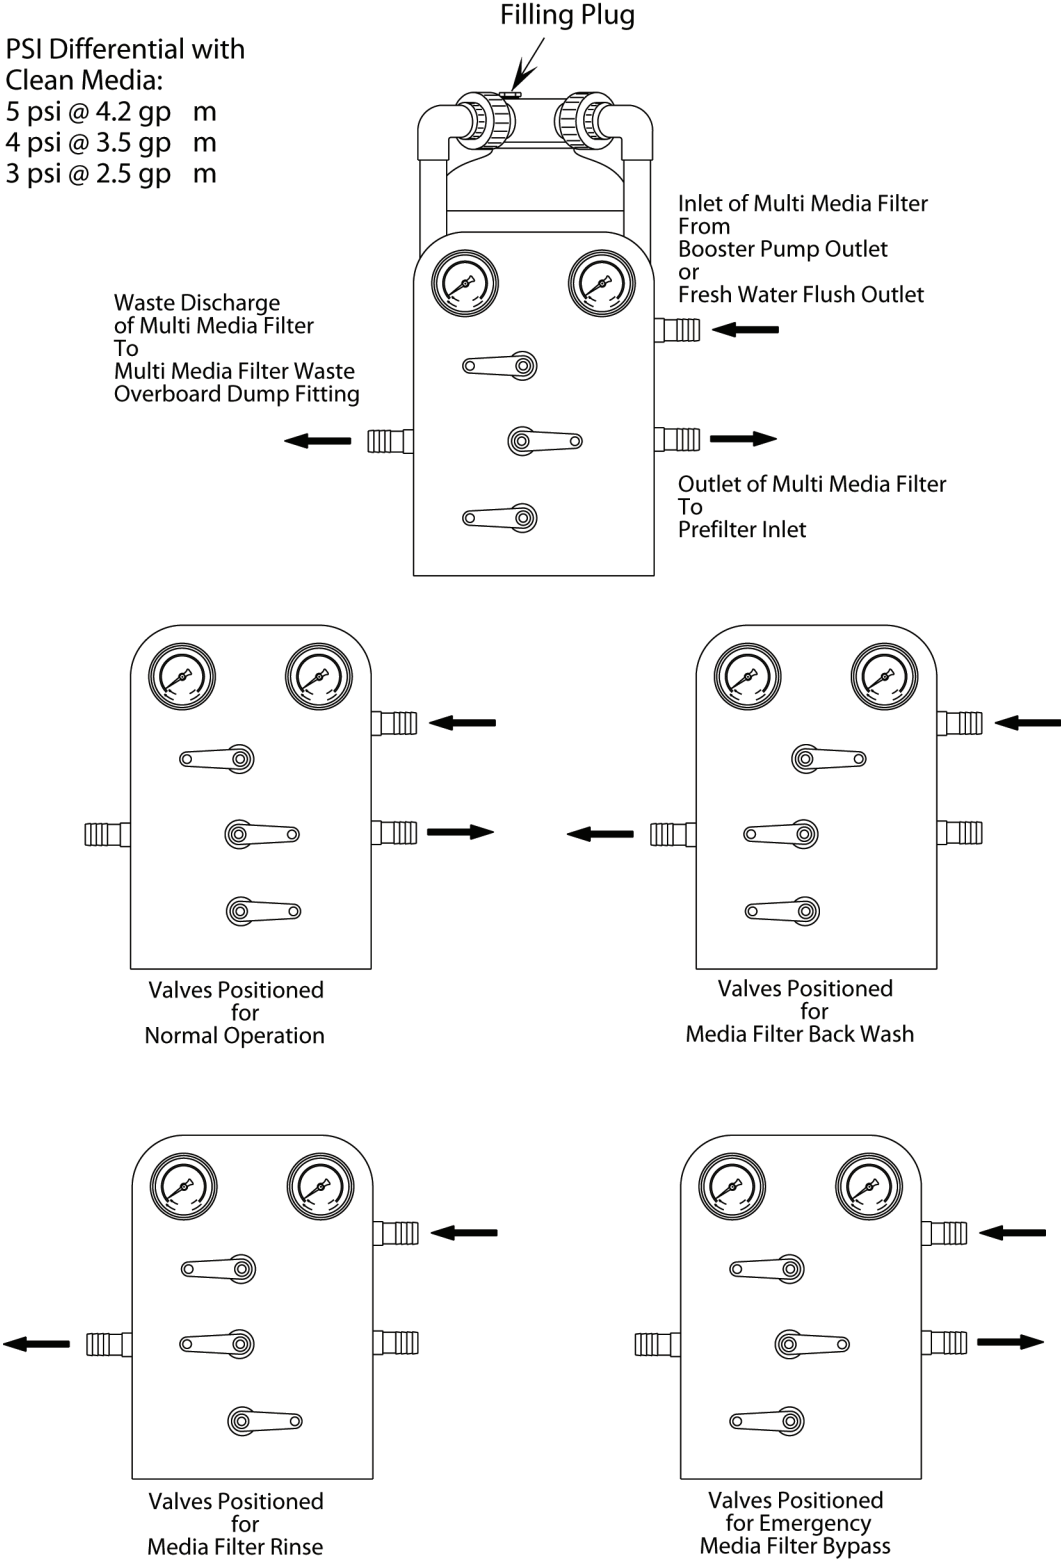 Filling Plug
PSI Differential with
Clean Media:
5 psi @ 4.2 gp m
4 psi @ 3.5 gp m
3 psi @ 2.5 gp m
Inlet of Multi Media Filter
From
Booster Pump Outlet
or
Fresh Water Flush Outlet
Waste Discharge
of Multi Media Filter
To
Multi Media Filter Waste
Overboard Dump Fitting
Outlet of Multi Media Filter
To
Prefilter Inlet
Valves Positioned
for
Normal Operation
Valves Positioned
for
Media Filter Back Wash
Valves Positioned
for
Media Filter Rinse
Valves Positioned
for Emergency
Media Filter Bypass